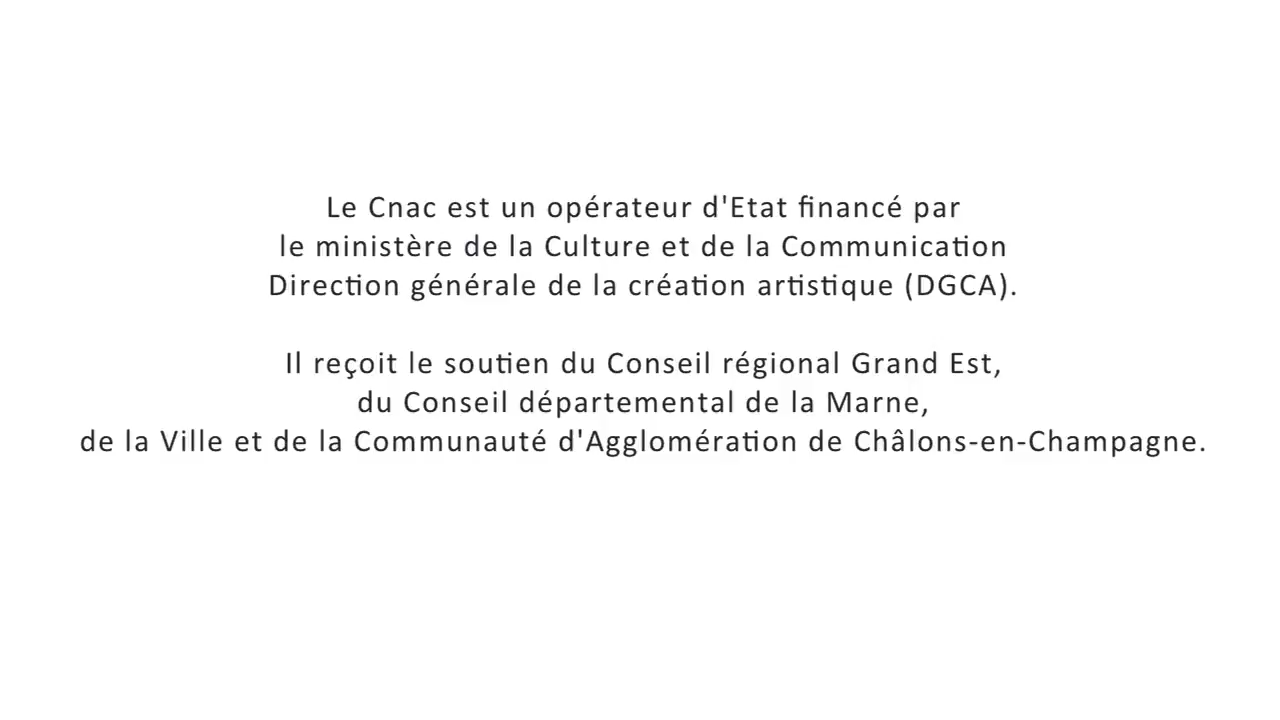 Le Cnac est un opérateur d'Etat financé par
le ministère de la Culture et de la Communication
Direction générale de la création artistique (DGCA).
Il reçoit le soutien du Conseil régional Grand Est,
du Conseil départemental de la Marne,
de la Ville et de la Communauté d'Agglomération de Châlons-en-Champagne.